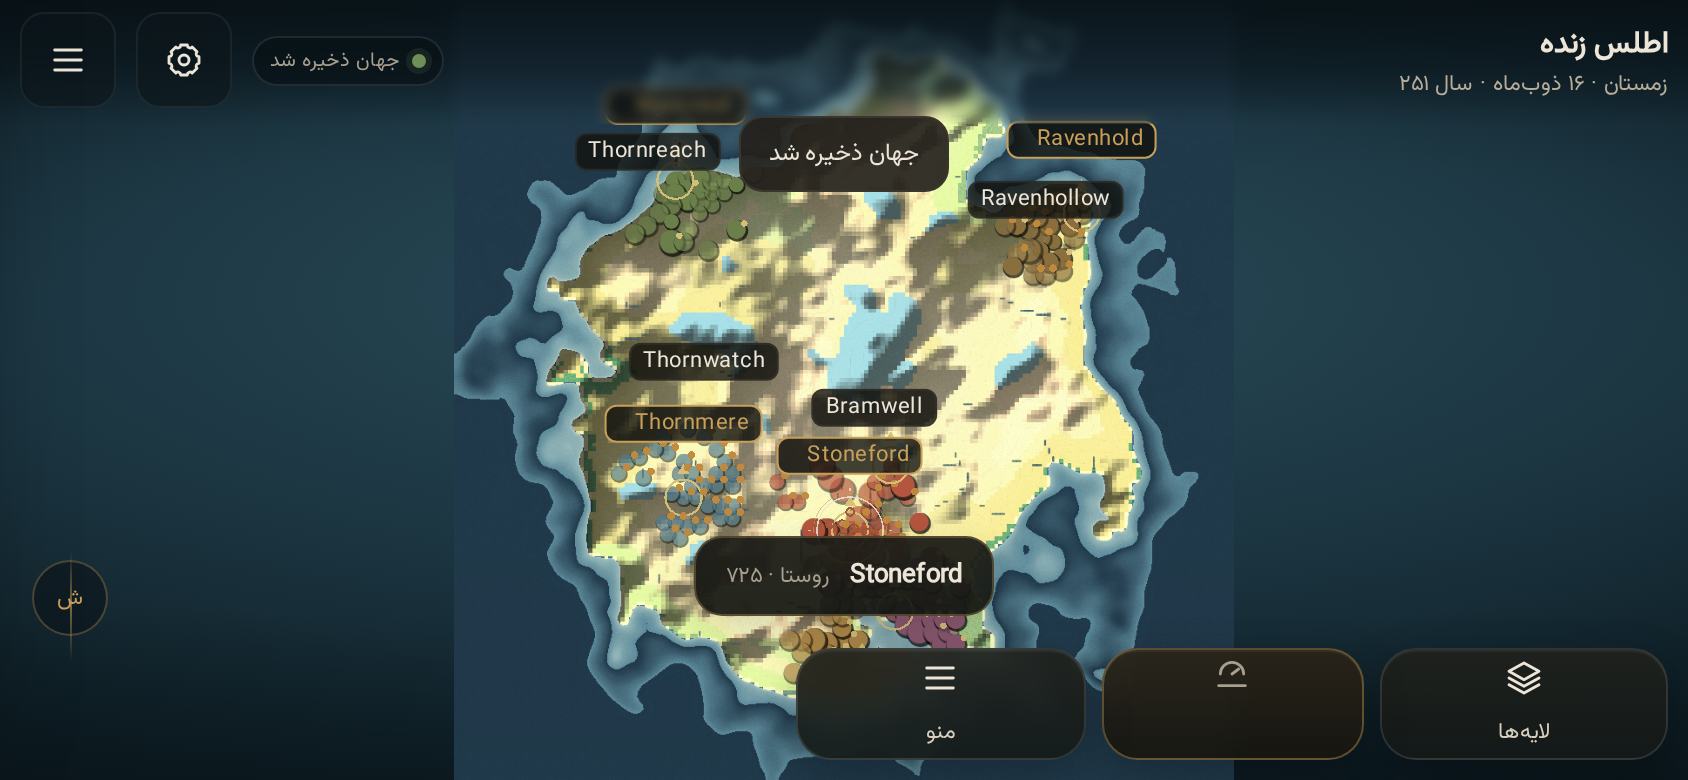 اطلس زنده
زمستان · ۱۶ ذوب‌ماه · سال ۲۵۱
جهان ذخیره شد
Thornreach
جهان ذخیره شد
Ravenhold
Ravenhollow
Thornwatch
Bramwell
Thornmere
Stoneford
Stoneford روستا · ۷۲۵
ش
لایه‌ها
منو